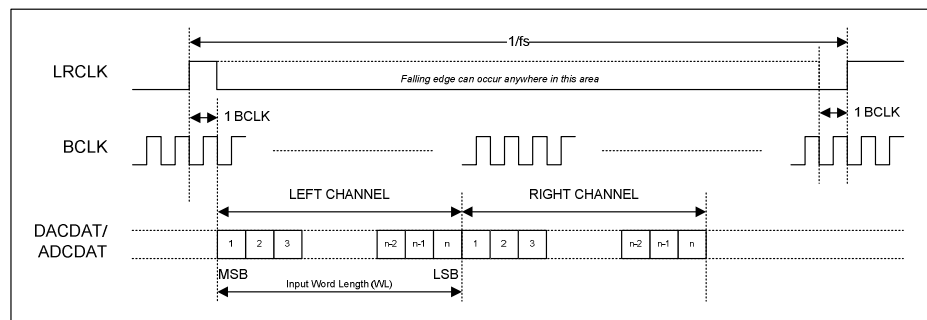 1/fs
LRCLK
Falling edge can occur anywhere in this area
1 BCLK
1 BCLK
BCLK
LEFT CHANNEL
RIGHT CHANNEL
DACDAT/
ADCDAT
1 2 3 n-2 n-1 n 1 2 3 n-2 n-1 n
MSB LSB
Input Word Length (WL)